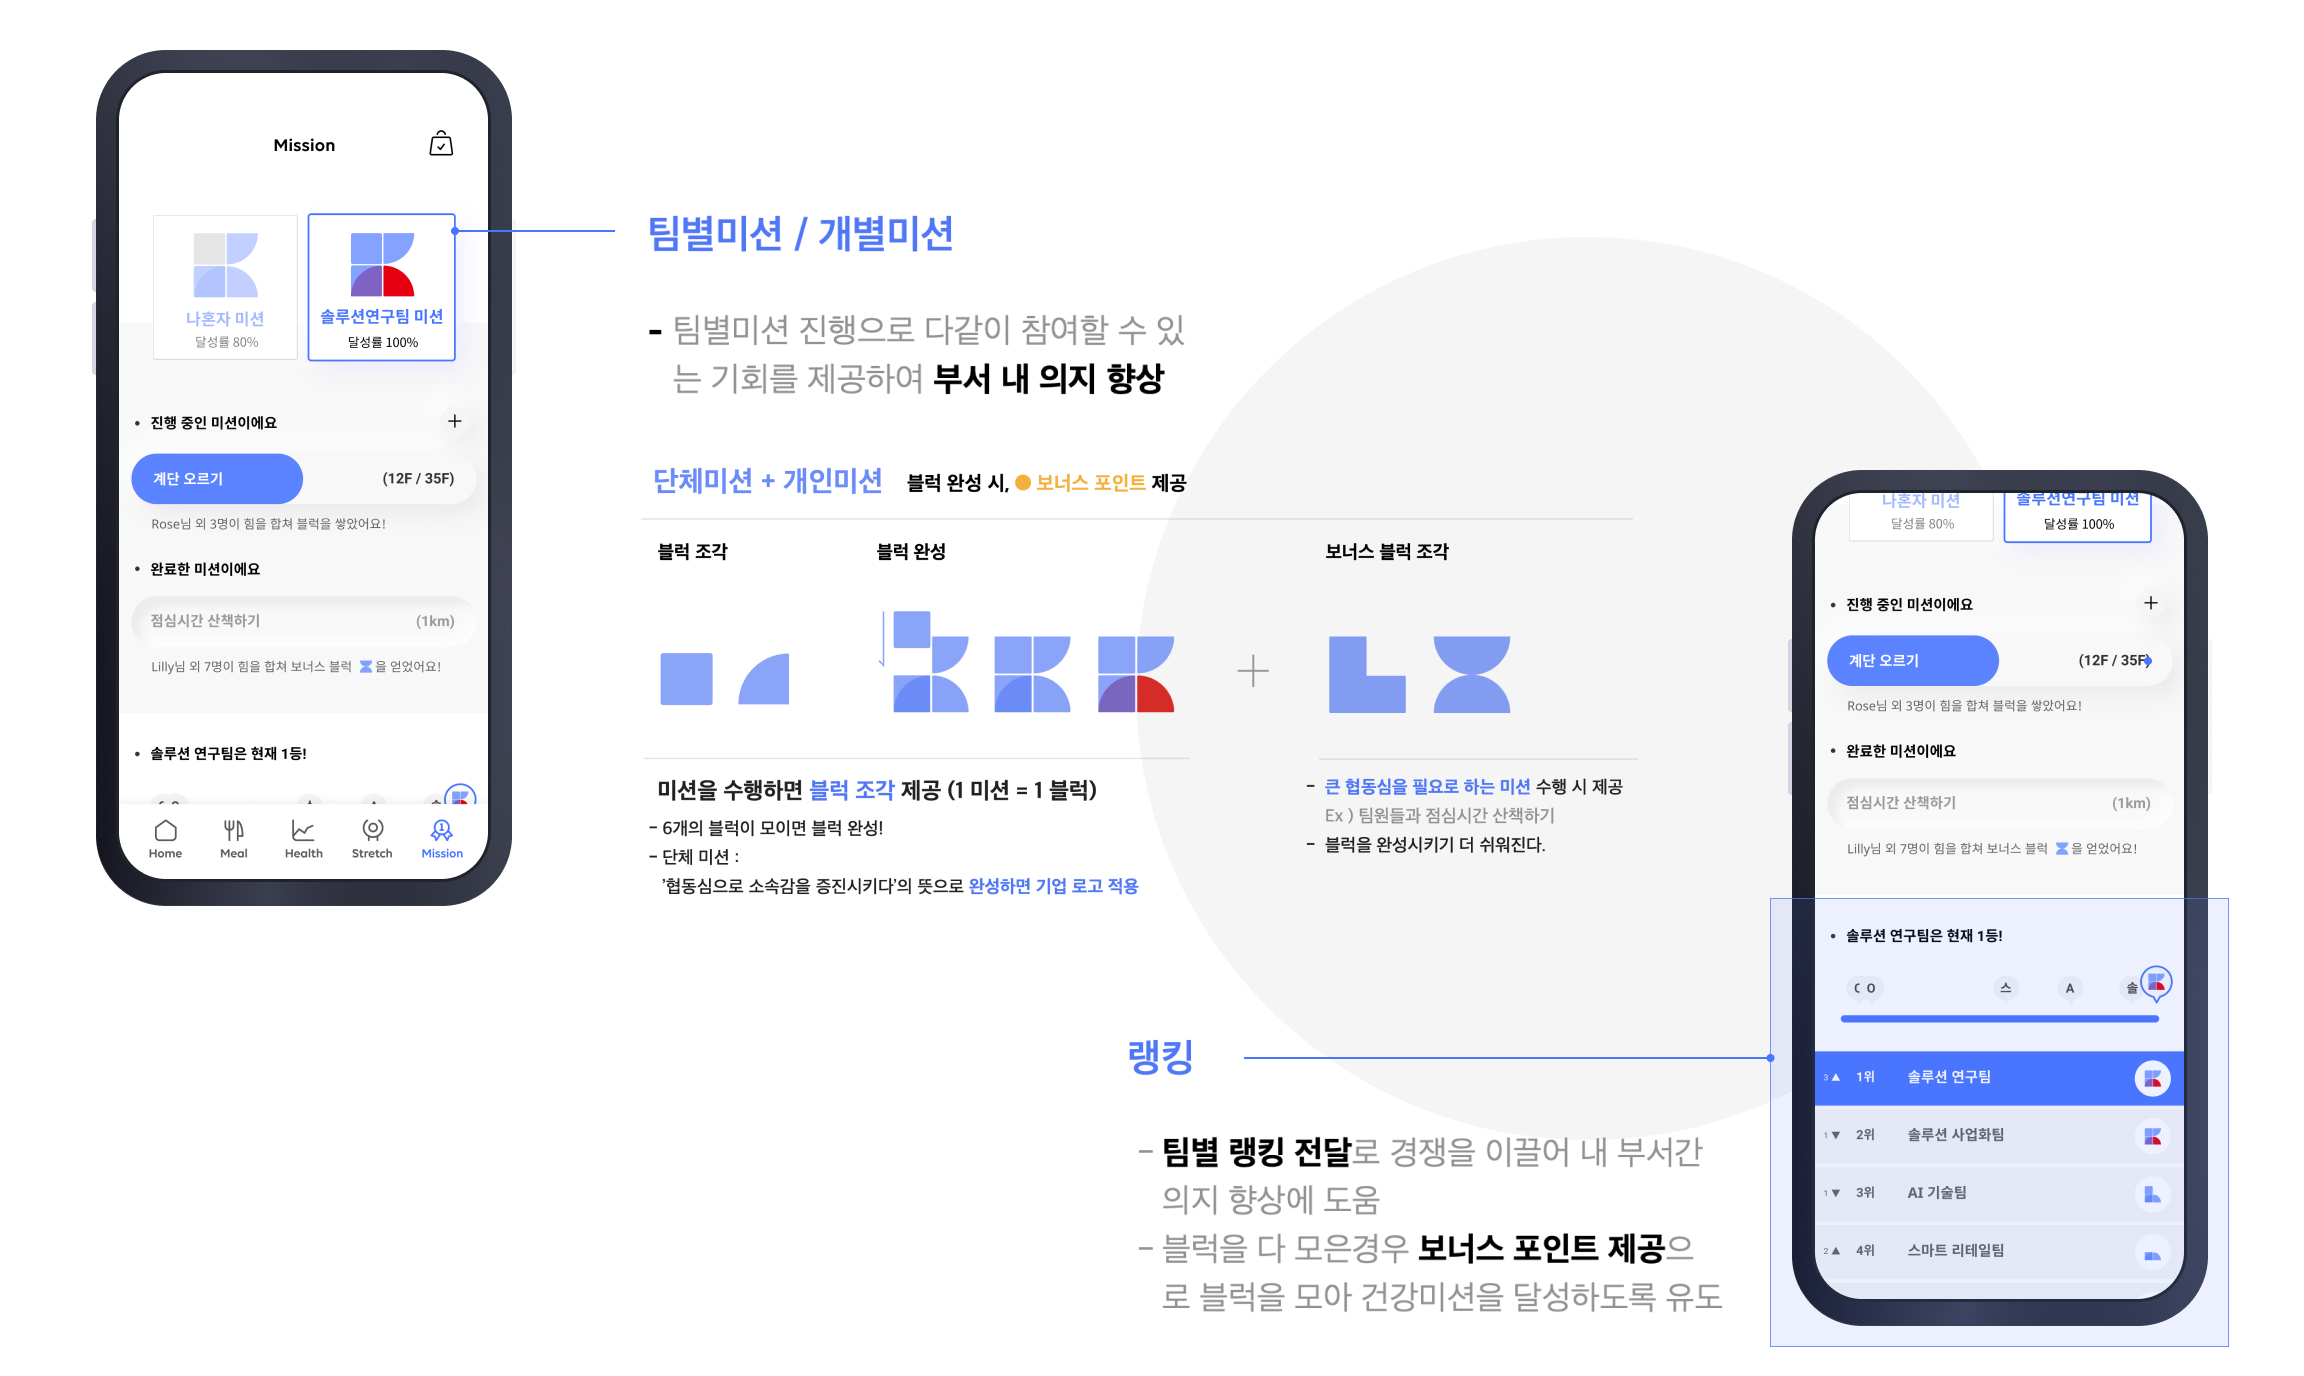 Mission
나혼자 미션
달성률 80%
솔루션연구팀 미션
달성률 100%
진행 중인 미션이에요
계단 오르기
(12F / 35F)
Rose님 외 3명이 힘을 합쳐 블럭을 쌓았어요!
완료한 미션이에요
점심시간 산책하기
(1km)
Lilly님 외 7명이 힘을 합쳐 보너스 블럭 을 얻었어요!
솔루션 연구팀은 현재 1등!
Home
Meal
Health
Stretch
Mission
팀별미션 / 개별미션
- 팀별미션 진행으로 다같이 참여할 수 있
는 기회를 제공하여 부서 내 의지 향상
단체미션 + 개인미션
블럭 완성 시, 보너스 포인트 제공
블럭 조각
블럭 완성
보너스 블럭 조각
미션을 수행하면 블럭 조각 제공 (1 미션 = 1 블럭)
- 6개의 블럭이 모이면 블럭 완성!
- 단체 미션 :
'협동심으로 소속감을 증진시키다'의 뜻으로 완성하면 기업 로고 적용
- 큰 협동심을 필요로 하는 미션 수행 시 제공
Ex ) 팀원들과 점심시간 산책하기
- 블럭을 완성시키기 더 쉬워진다.
랭킹
- 팀별 랭킹 전달로 경쟁을 이끌어 내 부서간
의지 향상에 도움
- 블럭을 다 모은경우 보너스 포인트 제공으
로 블럭을 모아 건강미션을 달성하도록 유도
나혼자 미션
달성률 80%
솔루션연구팀 미션
달성률 100%
진행 중인 미션이에요
계단 오르기
(12F / 35F)
Rose님 외 3명이 힘을 합쳐 블럭을 쌓았어요!
완료한 미션이에요
점심시간 산책하기
(1km)
Lilly님 외 7명이 힘을 합쳐 보너스 블럭 을 얻었어요!
솔루션 연구팀은 현재 1등!
O 스 A 솔
3 ▲ 1위 솔루션 연구팀
1 ▼ 2위 솔루션 사업화팀
1 ▼ 3위 AI 기술팀
2 ▲ 4위 스마트 리테일팀